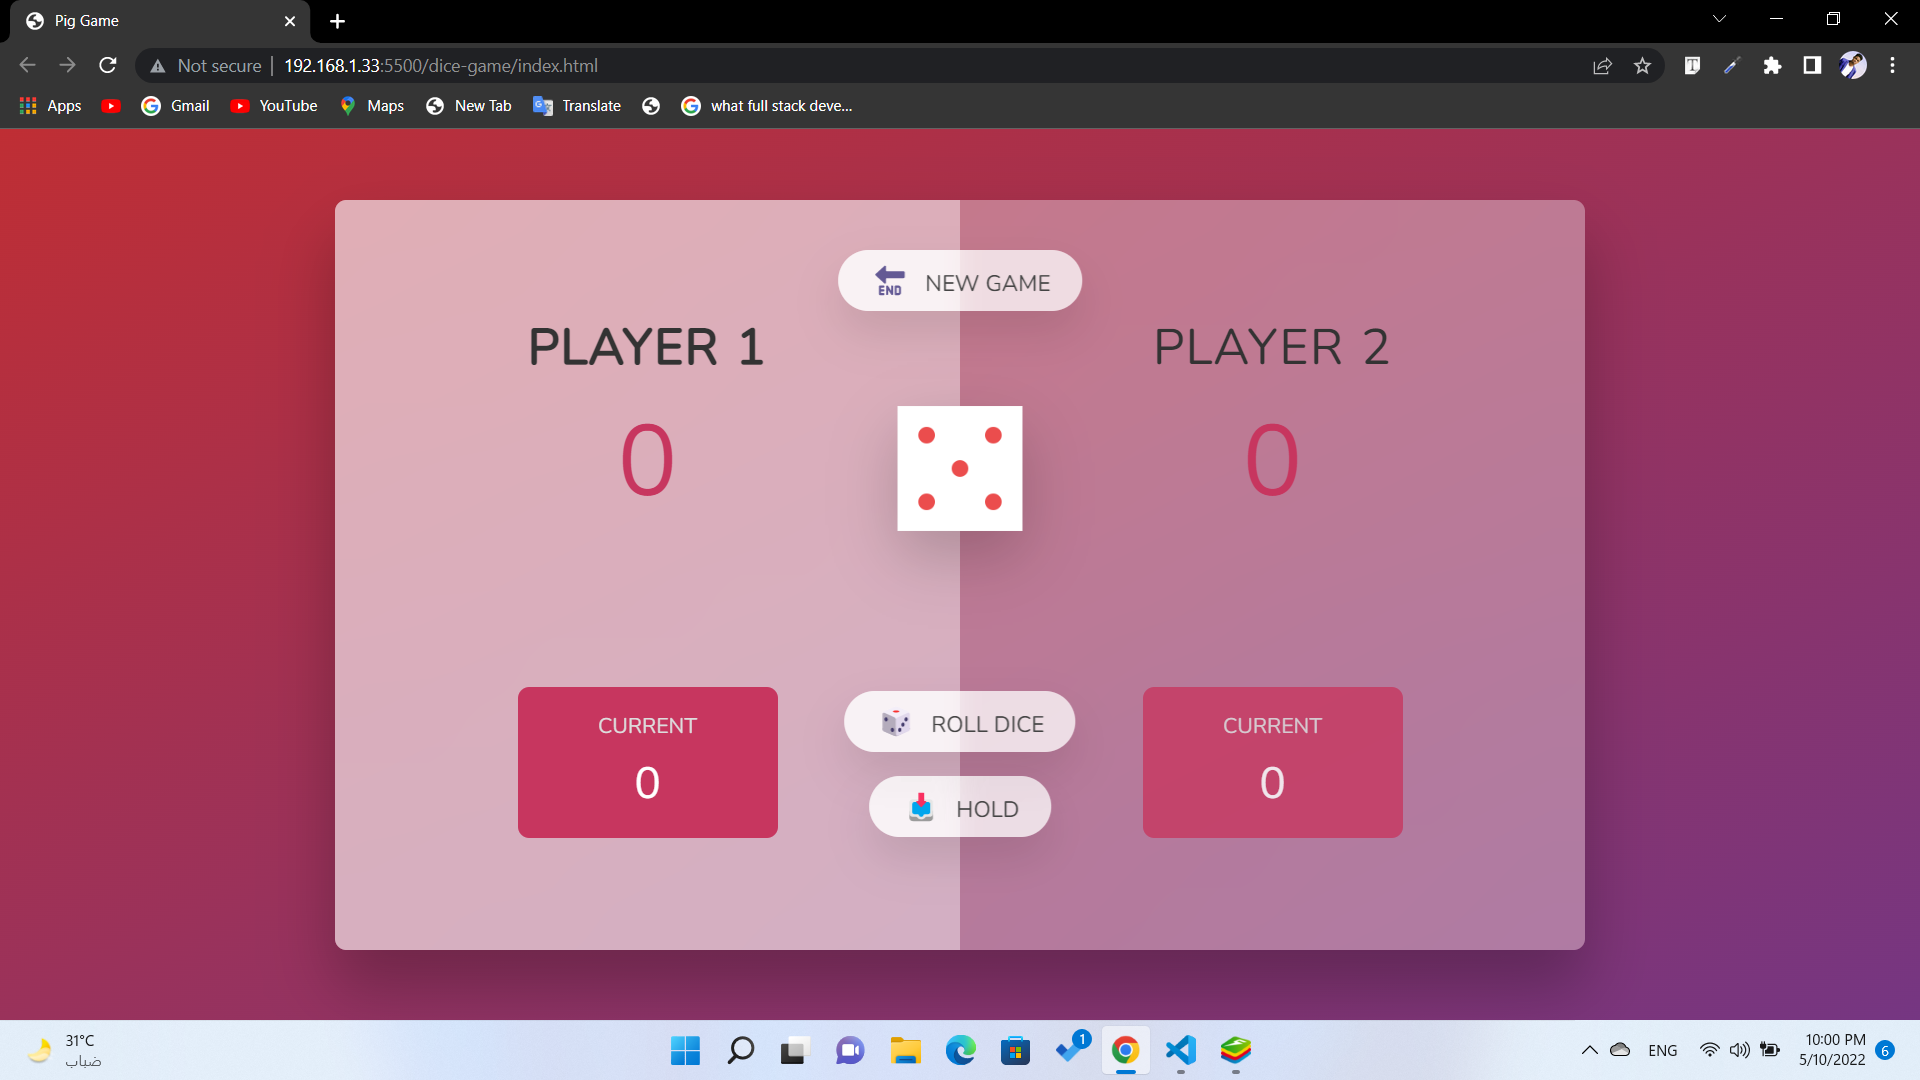 Pig Game
Not secure | 192.168.1.33:5500/dice-game/index.html
Apps Gmail YouTube Maps New Tab Translate what full stack deve...
END NEW GAME
PLAYER 1 PLAYER 2
0 0
CURRENT ROLL DICE CURRENT
0 0
HOLD
31°C
ضباب
1
ENG
10:00 PM
5/10/2022
6